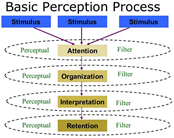 Basic Perception Process
Stimulus Stimulus Stimulus
Perceptual Attention Filter
Perceptual Organization Filter
Perceptual Interpretation Filter
Perceptual Retention Filter